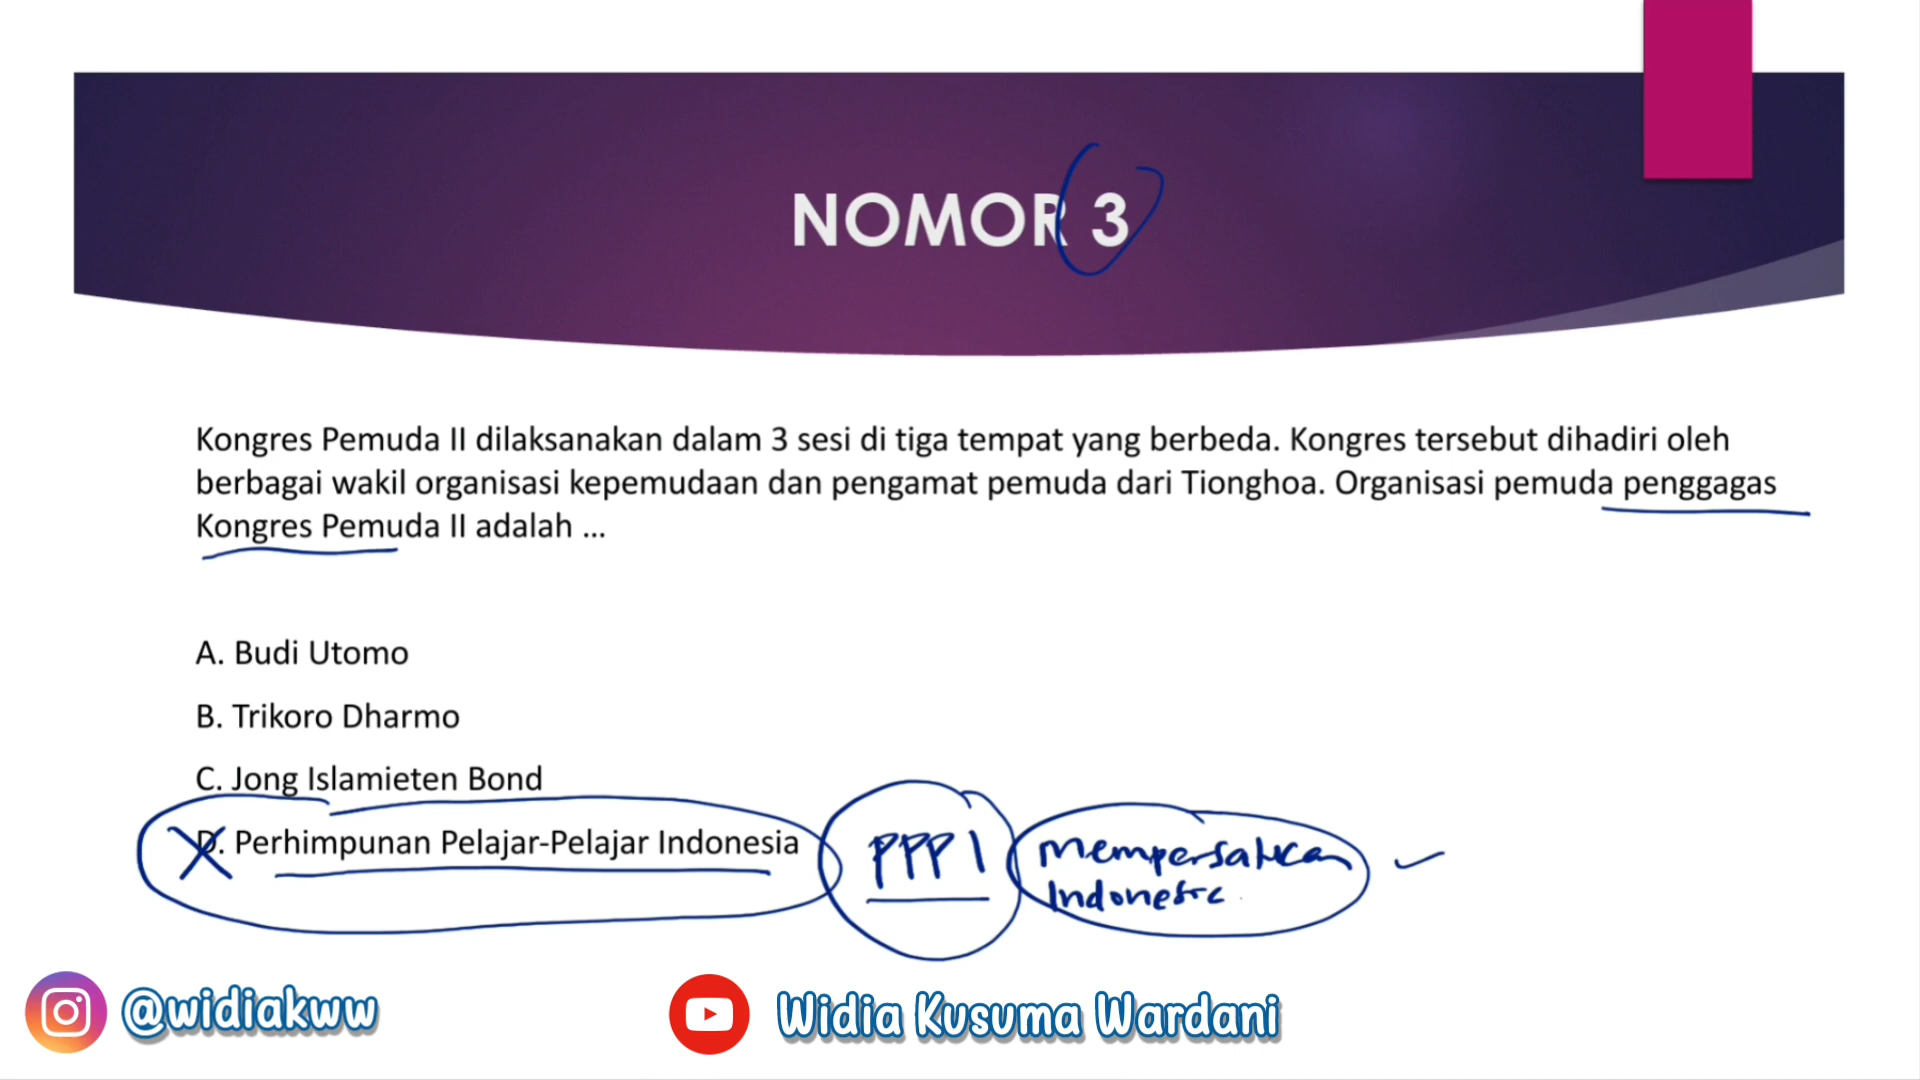 NOMOR 3
Kongres Pemuda II dilaksanakan dalam 3 sesi di tiga tempat yang berbeda. Kongres tersebut dihadiri oleh
berbagai wakil organisasi kepemudaan dan pengamat pemuda dari Tionghoa. Organisasi pemuda penggagas
Kongres Pemuda II adalah ...
A. Budi Utomo
B. Trikoro Dharmo
C. Jong Islamieten Bond
D. Perhimpunan Pelajar-Pelajar Indonesia
PPPI
Mempersatukan
@widiakww
Widia Kusuma Wardani